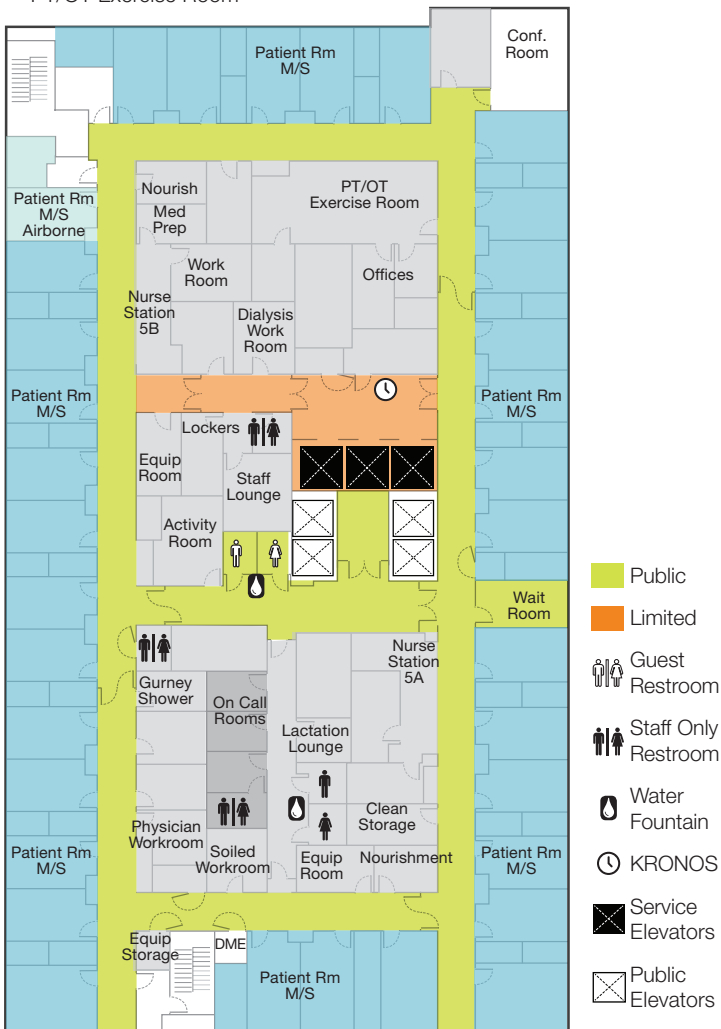 PT/OT Exercise Room
Patient Rm
M/S
Conf.
Room
Patient Rm
M/S
Airborne
Nourish
Med
Prep
PT/OT
Exercise Room
Work
Room
Offices
Nurse
Station
5B
Dialysis
Work
Room
Patient Rm
M/S
Patient Rm
M/S
Lockers
Equip
Room
Staff
Lounge
Activity
Room
Wait
Room
Nurse
Station
5A
Gurney
Shower
On Call
Rooms
Lactation
Lounge
Clean
Storage
Physician
Workroom
Soiled
Workroom
Equip
Room
Nourishment
Patient Rm
M/S
Patient Rm
M/S
Equip
Storage
DME
Patient Rm
M/S
Public
Limited
Guest
Restroom
Staff Only
Restroom
Water
Fountain
KRONOS
Service
Elevators
Public
Elevators